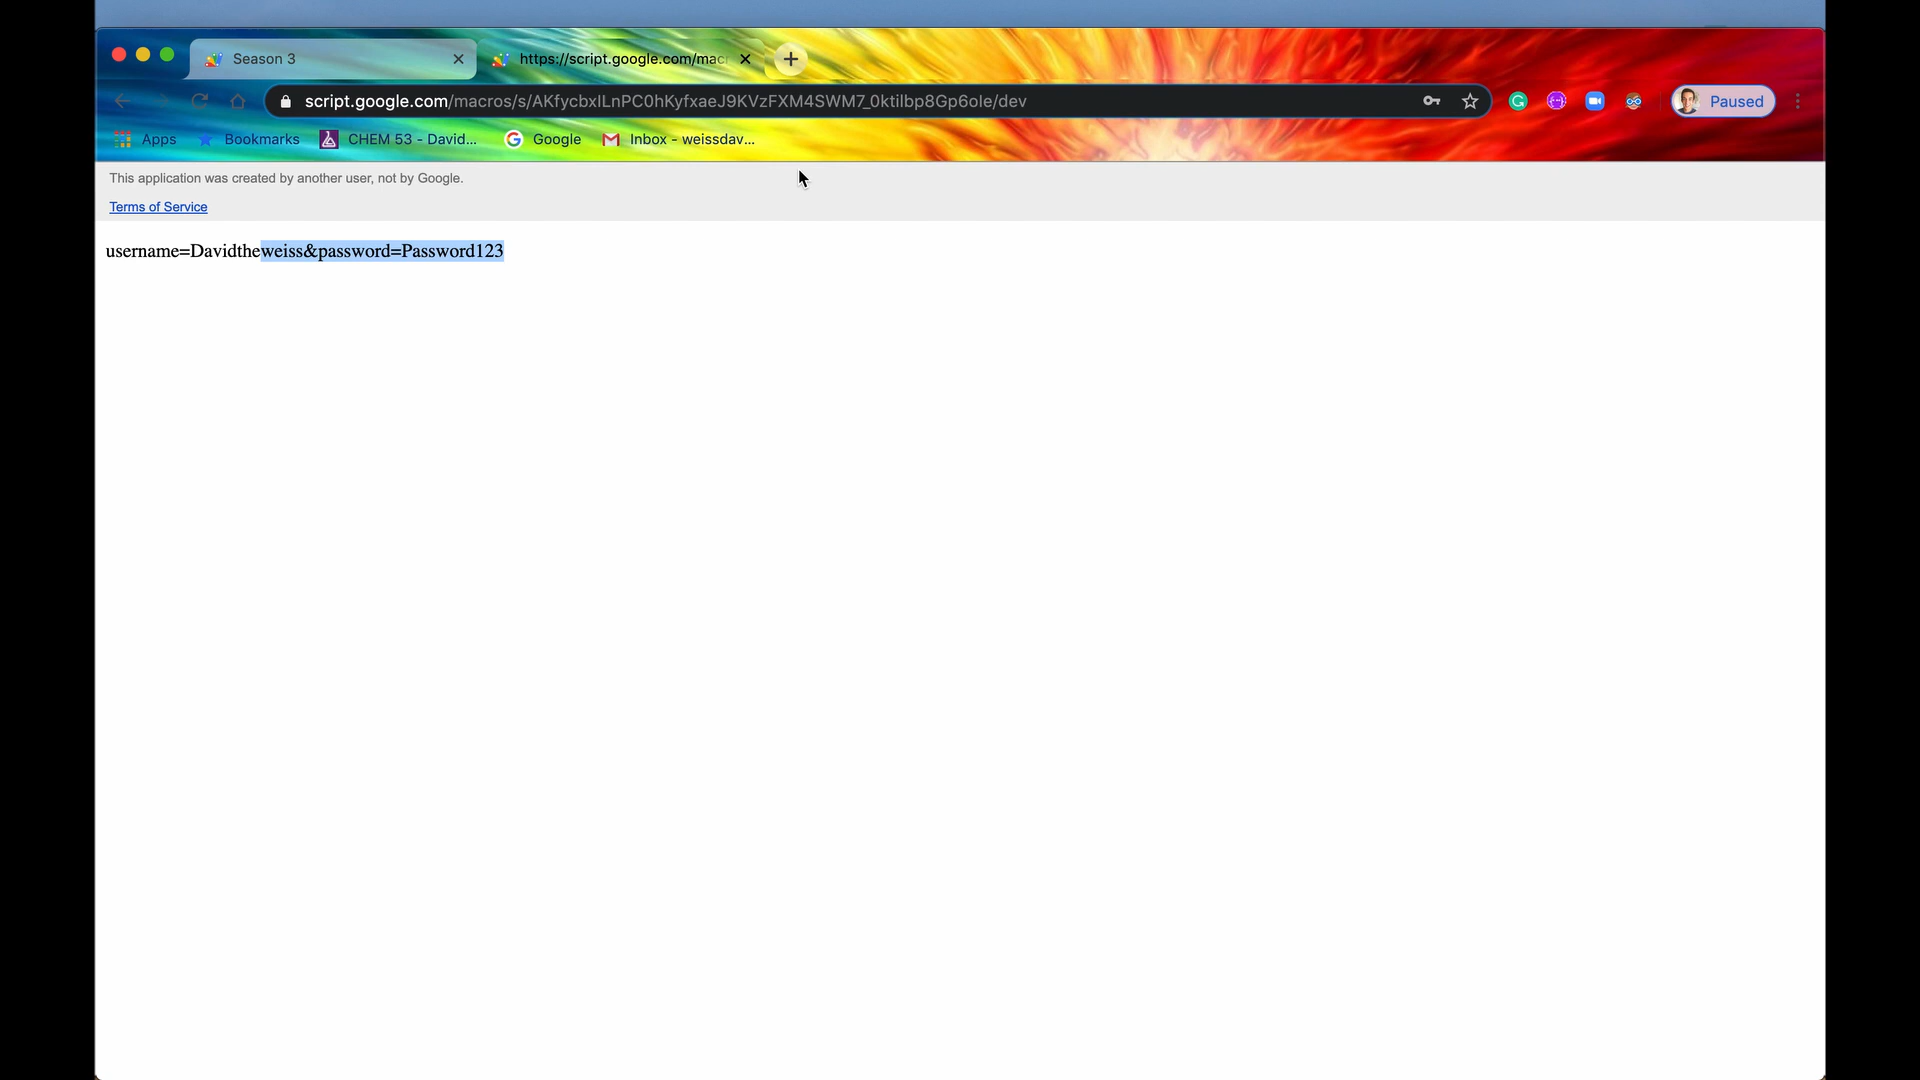 Season 3
https://script.google.com/mac
script.google.com/macros/s/AKfycbxILnPC0hKyfxaeJ9KVzFXM4SWM7_0ktilbp8Gp6ole/dev
Paused
Apps
Bookmarks
CHEM 53 - David...
Google
Inbox - weissdav...
This application was created by another user, not by Google.
Terms of Service
username=Davidtheweiss&password=Password123